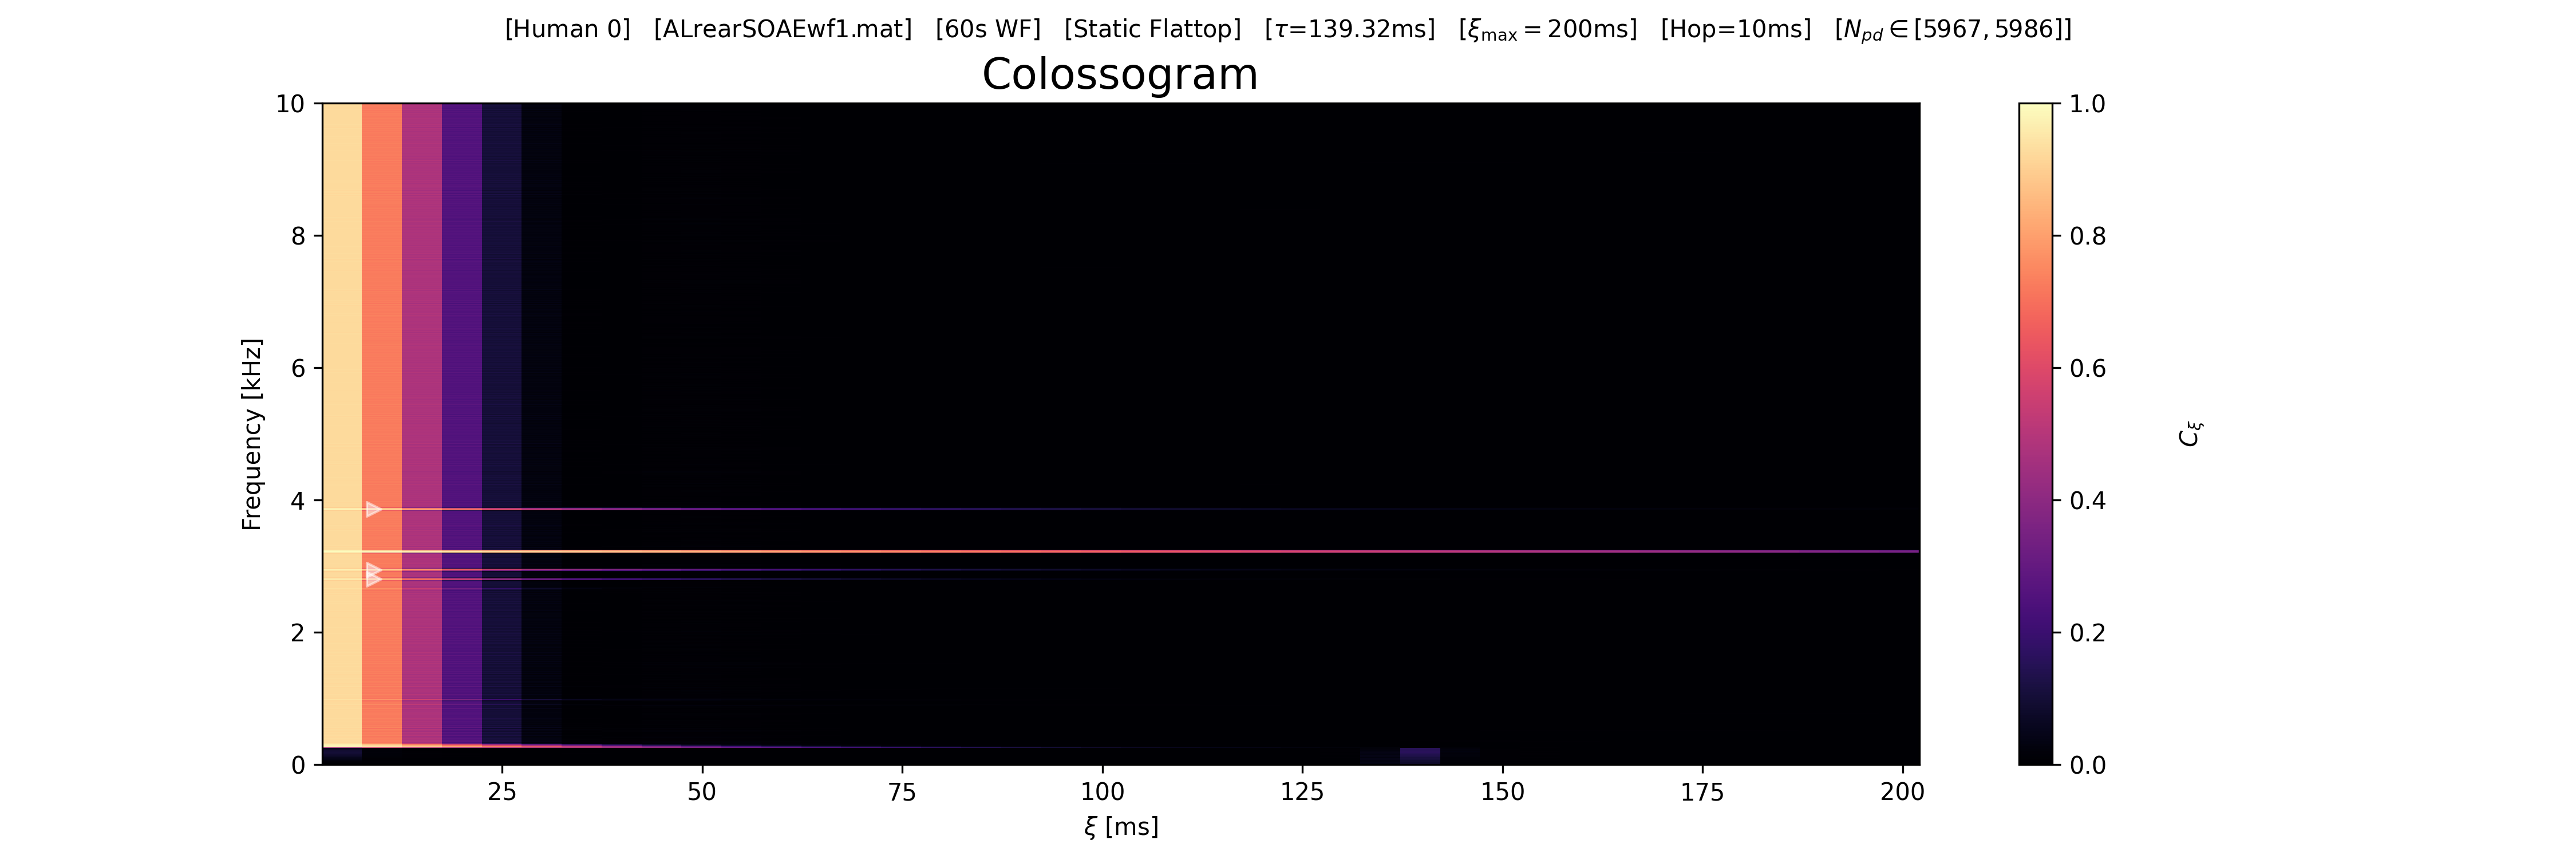 [Human 0]   [ALrearSOAEwf1.mat]   [60s WF]   [Static Flattop]   [τ=139.32ms]   [ξmax = 200ms]   [Hop=10ms]   [Npd ∈ [5967, 5986]]
Colossogram
10
8
6
4
2
0
Frequency [kHz]
25 50 75 100 125 150 175 200
ξ [ms]
1.0
0.8
0.6
0.4
0.2
0.0
Cξ